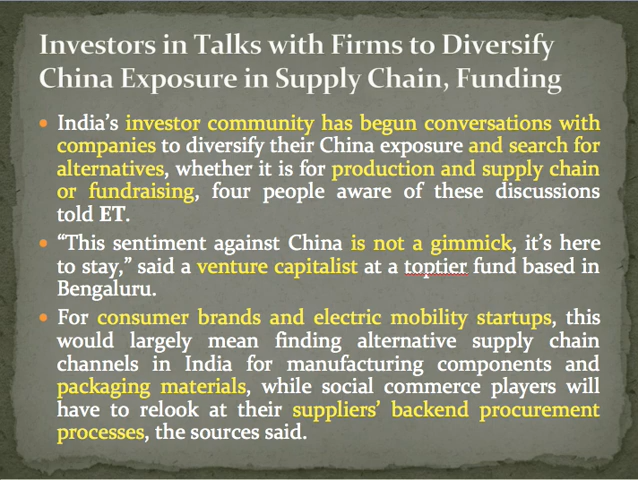 Investors in Talks with Firms to Diversify
China Exposure in Supply Chain, Funding
• India's investor community has begun conversations with
companies to diversify their China exposure and search for
alternatives, whether it is for production and supply chain
or fundraising, four people aware of these discussions
told ET.
• “This sentiment against China is not a gimmick, it's here
to stay,” said a venture capitalist at a toptier fund based in
Bengaluru.
• For consumer brands and electric mobility startups, this
would largely mean finding alternative supply chain
channels in India for manufacturing components and
packaging materials, while social commerce players will
have to relook at their suppliers' backend procurement
processes, the sources said.